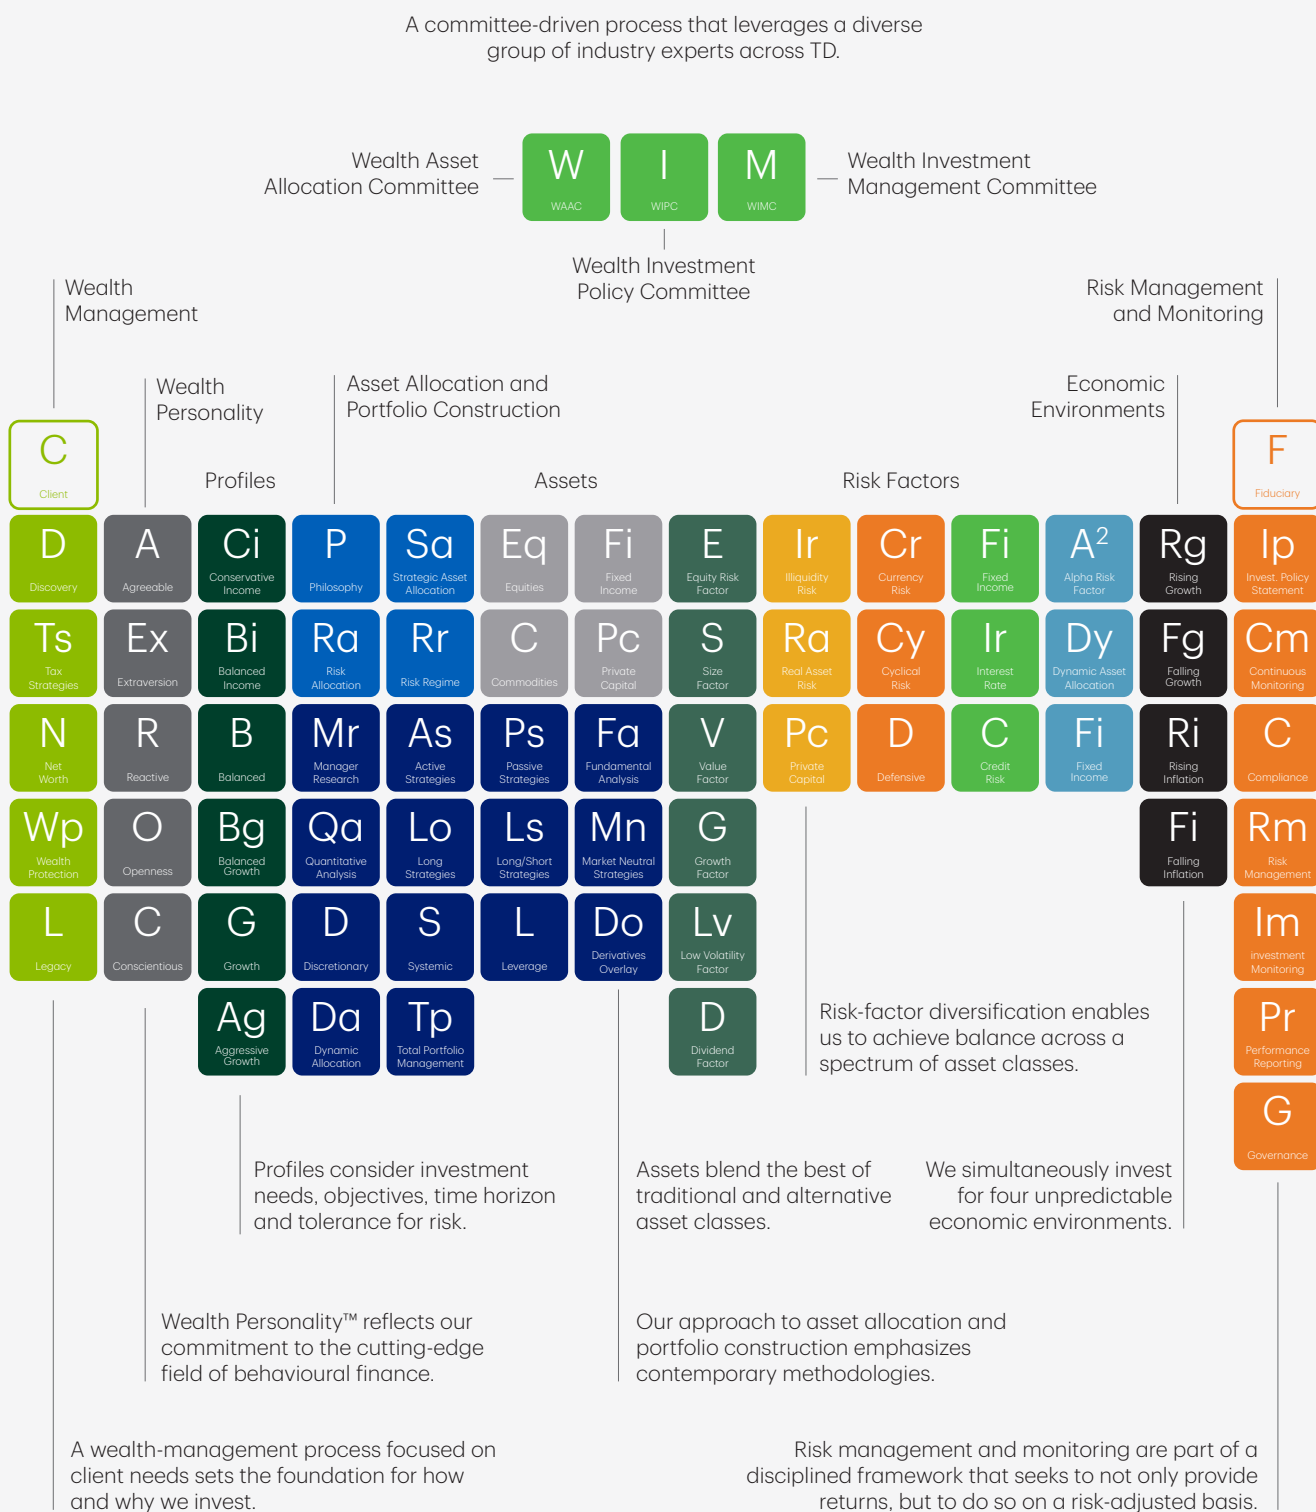 A committee-driven process that leverages a diverse
group of industry experts across TD.
Wealth Asset
Allocation Committee
W
WAAC
I
WIPC
M
WIMC
Wealth Investment
Management Committee
Wealth Investment
Policy Committee
Wealth
Management
Risk Management
and Monitoring
Wealth
Personality
Asset Allocation and
Portfolio Construction
Economic
Environments
C
Client
Profiles
Assets
Risk Factors
F
Fiduciary
D
Discovery
A
Agreeable
Ci
Conservative
Income
P
Philosophy
Sa
Strategic Asset
Allocation
Eq
Equities
Fi
Fixed
Income
E
Equity Risk
Factor
Ir
Illiquidity
Risk
Cr
Currency
Risk
Fi
Fixed
Income
A²
Alpha Risk
Factor
Rg
Rising
Growth
Ip
Invest. Policy
Statement
Ts
Tax
Strategies
Ex
Extraversion
Bi
Balanced
Income
Ra
Risk
Allocation
Rr
Risk Regime
C
Commodities
Pc
Private
Capital
S
Size
Factor
Ra
Real Asset
Risk
Cy
Cyclical
Risk
Ir
Interest
Rate
Dy
Dynamic Asset
Allocation
Fg
Falling
Growth
Cm
Continuous
Monitoring
N
Net
Worth
R
Reactive
B
Balanced
Mr
Manager
Research
As
Active
Strategies
Ps
Passive
Strategies
Fa
Fundamental
Analysis
V
Value
Factor
Pc
Private
Capital
D
Defensive
C
Credit
Risk
Fi
Fixed
Income
Ri
Rising
Inflation
C
Compliance
Wp
Wealth
Protection
O
Openness
Bg
Balanced
Growth
Qa
Quantitative
Analysis
Lo
Long
Strategies
Ls
Long/Short
Strategies
Mn
Market Neutral
Strategies
G
Growth
Factor
Fi
Falling
Inflation
Rm
Risk
Management
L
Legacy
C
Conscientious
G
Growth
D
Discretionary
S
Systemic
L
Leverage
Do
Derivatives
Overlay
Lv
Low Volatility
Factor
Im
investment
Monitoring
Ag
Aggressive
Growth
Da
Dynamic
Allocation
Tp
Total Portfolio
Management
D
Dividend
Factor
Risk-factor diversification enables
us to achieve balance across a
spectrum of asset classes.
Pr
Performance
Reporting
G
Governance
Profiles consider investment
needs, objectives, time horizon
and tolerance for risk.
Assets blend the best of
traditional and alternative
asset classes.
We simultaneously invest
for four unpredictable
economic environments.
Wealth Personality™ reflects our
commitment to the cutting-edge
field of behavioural finance.
Our approach to asset allocation and
portfolio construction emphasizes
contemporary methodologies.
A wealth-management process focused on
client needs sets the foundation for how
and why we invest.
Risk management and monitoring are part of a
disciplined framework that seeks to not only provide
returns, but to do so on a risk-adjusted basis.